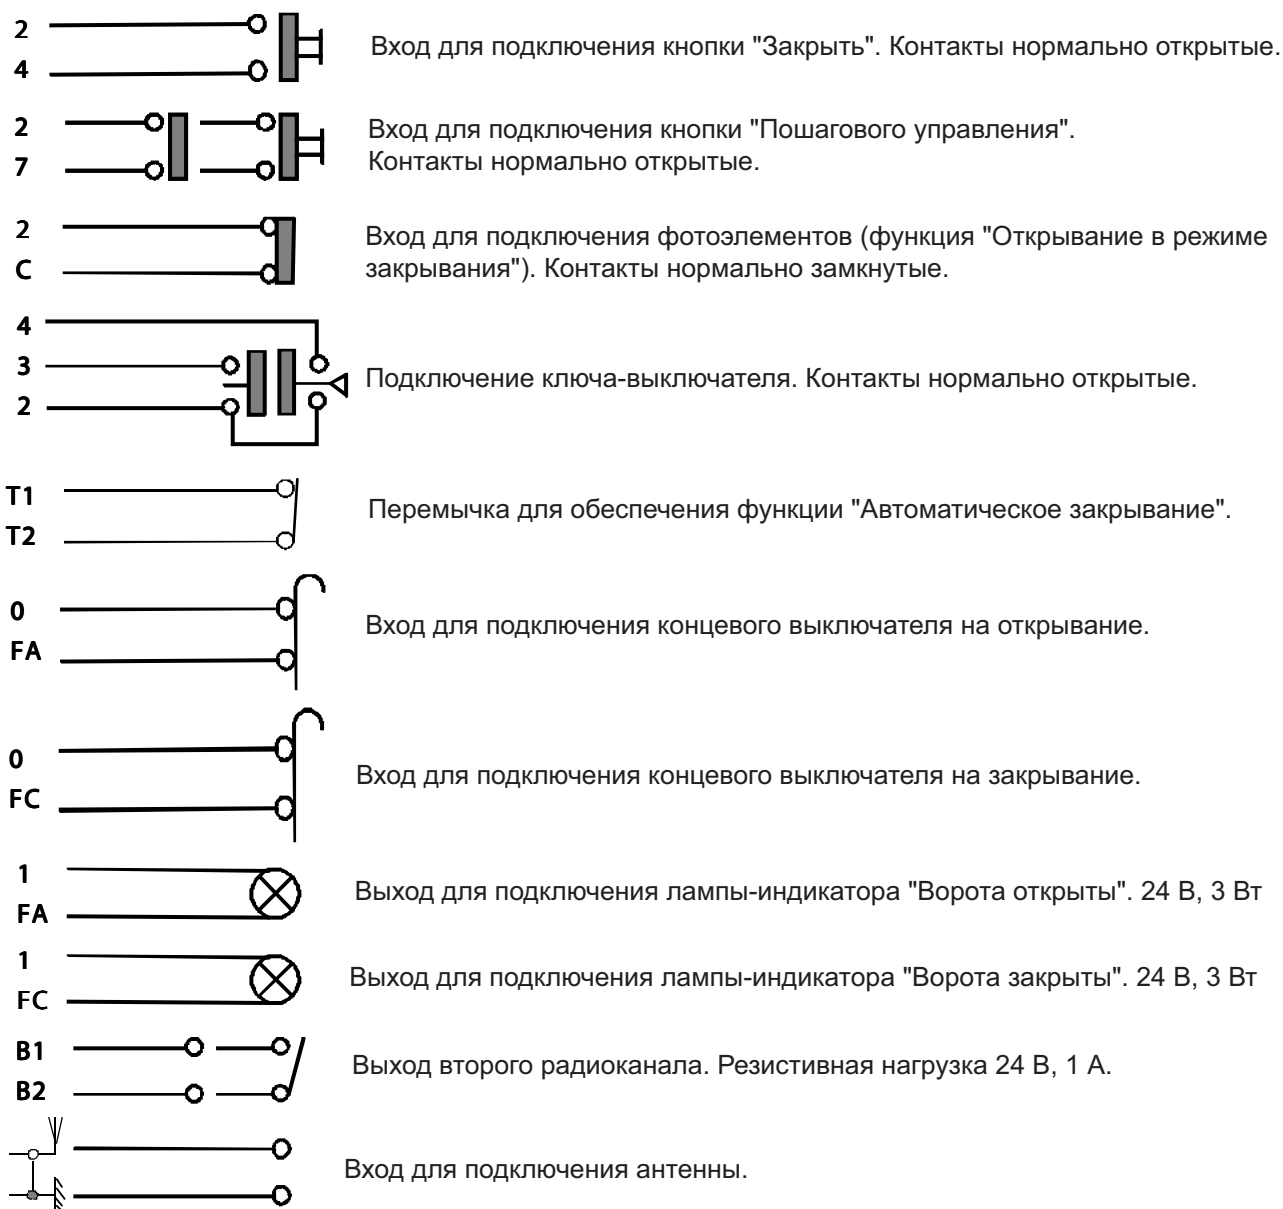 2
4
Вход для подключения кнопки "Закрыть". Контакты нормально открытые.
2
7
Вход для подключения кнопки "Пошагового управления".
Контакты нормально открытые.
2
C
Вход для подключения фотоэлементов (функция "Открывание в режиме
закрывания"). Контакты нормально замкнутые.
4
3
2
Подключение ключа-выключателя. Контакты нормально открытые.
T1
T2
Перемычка для обеспечения функции "Автоматическое закрывание".
0
FA
Вход для подключения концевого выключателя на открывание.
0
FC
Вход для подключения концевого выключателя на закрывание.
1
FA
Выход для подключения лампы-индикатора "Ворота открыты". 24 В, 3 Вт
1
FC
Выход для подключения лампы-индикатора "Ворота закрыты". 24 В, 3 Вт
B1
B2
Выход второго радиоканала. Резистивная нагрузка 24 В, 1 А.
Вход для подключения антенны.